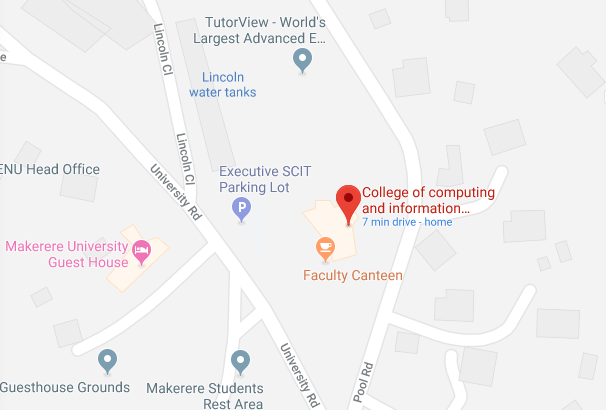 TutorView - World's
Largest Advanced E...
Lincoln Cl
Lincoln
water tanks
e
Lincoln Cl
ENU Head Office
University Rd
Executive SCIT
Parking Lot
P
College of computing
and information...
7 min drive - home
Makerere University
Guest House
Faculty Canteen
University Rd
Pool Rd
Guesthouse Grounds
Makerere Students
Rest Area